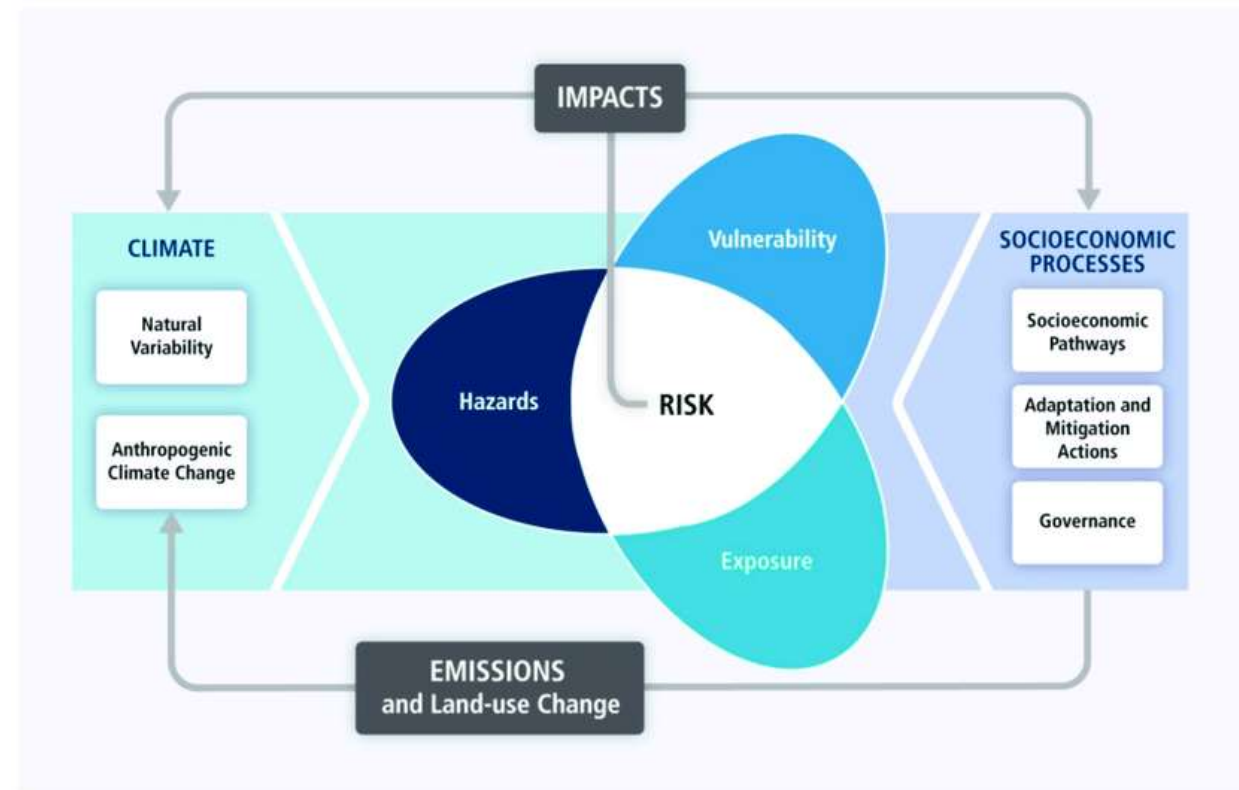 IMPACTS
CLIMATE
Natural
Variability
Anthropogenic
Climate Change
Hazards
Vulnerability
RISK
Exposure
SOCIOECONOMIC
PROCESSES
Socioeconomic
Pathways
Adaptation and
Mitigation
Actions
Governance
EMISSIONS
and Land-use Change